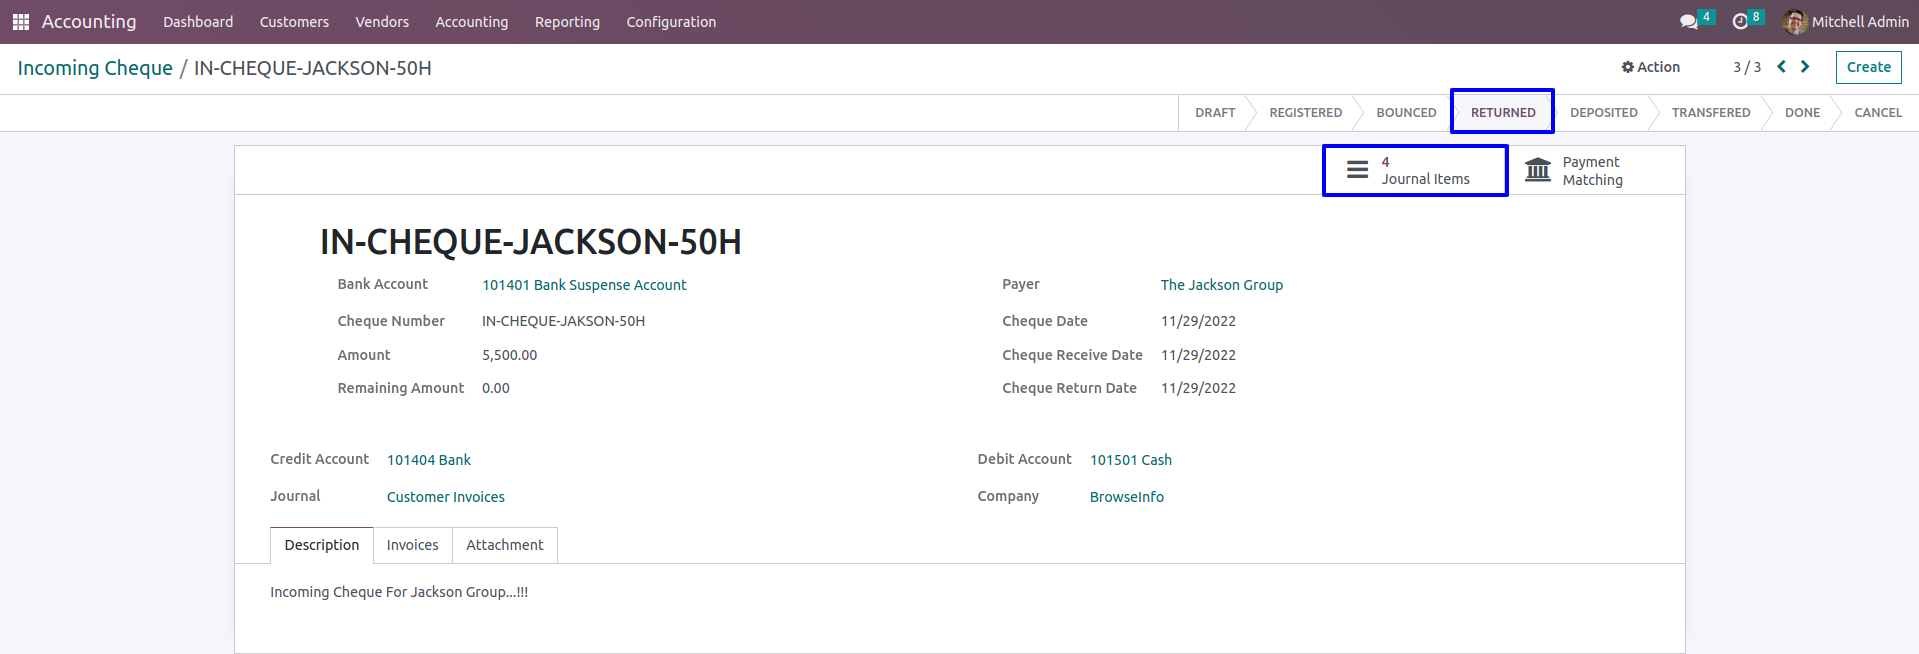 Accounting Dashboard Customers Vendors Accounting Reporting Configuration 4 8 Mitchell Admin
Incoming Cheque / IN-CHEQUE-JACKSON-50H Action 3 / 3 Create
DRAFT REGISTERED BOUNCED RETURNED DEPOSITED TRANSFERED DONE CANCEL
4
Journal Items
Payment
Matching
IN-CHEQUE-JACKSON-50H
Bank Account 101401 Bank Suspense Account Payer The Jackson Group
Cheque Number IN-CHEQUE-JAKSON-50H Cheque Date 11/29/2022
Amount 5,500.00 Cheque Receive Date 11/29/2022
Remaining Amount 0.00 Cheque Return Date 11/29/2022
Credit Account 101404 Bank Debit Account 101501 Cash
Journal Customer Invoices Company BrowseInfo
Description Invoices Attachment
Incoming Cheque For Jackson Group...!!!